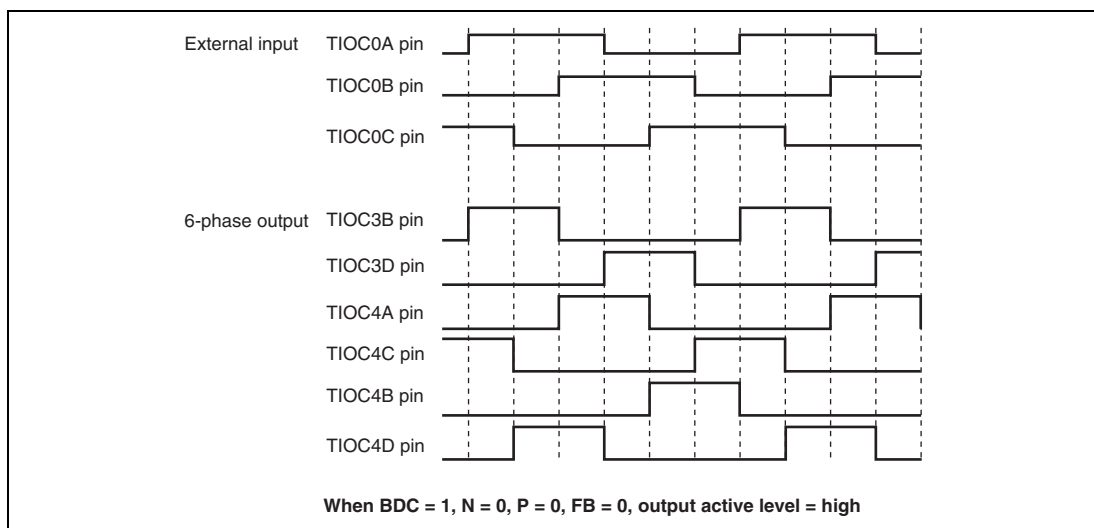 External input TIOC0A pin
TIOC0B pin
TIOC0C pin
6-phase output TIOC3B pin
TIOC3D pin
TIOC4A pin
TIOC4C pin
TIOC4B pin
TIOC4D pin
When BDC = 1, N = 0, P = 0, FB = 0, output active level = high